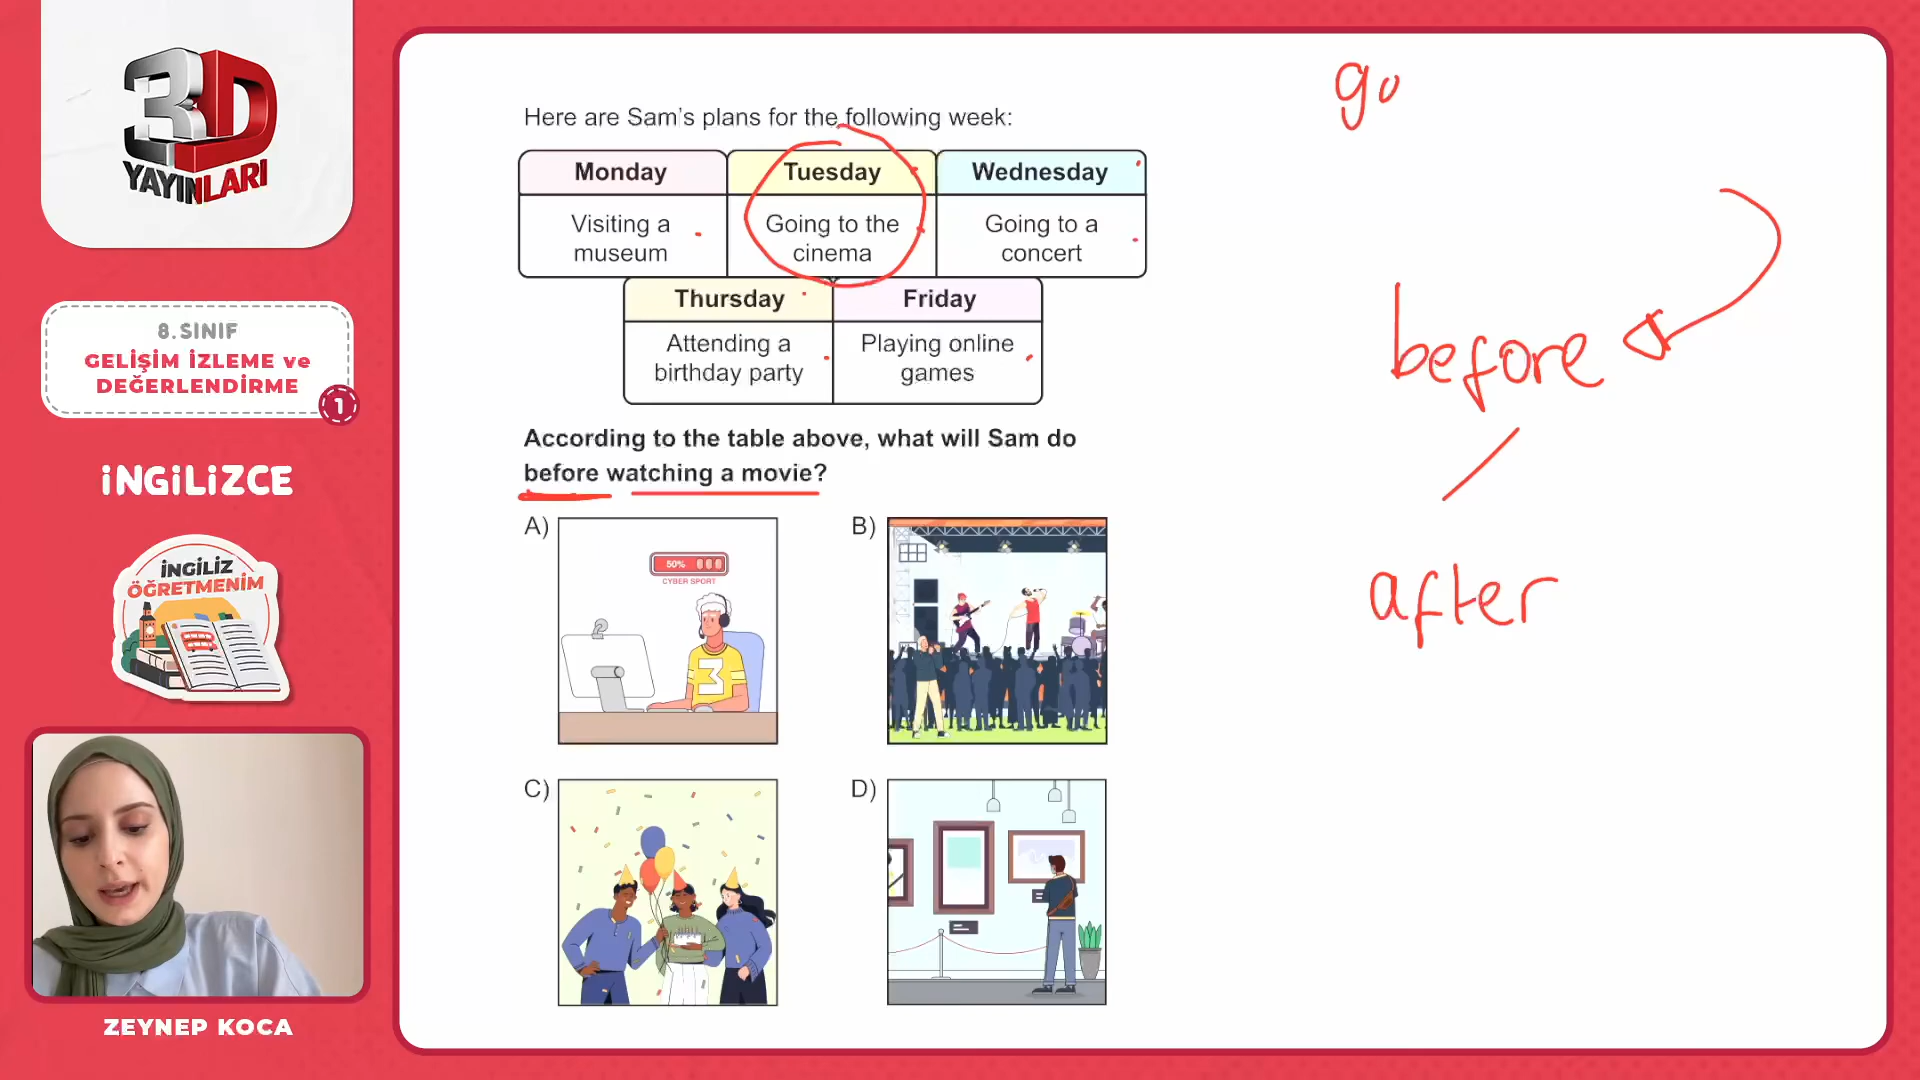 3D
YAYINLARI
8.SINIF
GELİŞİM İZLEME ve
DEĞERLENDİRME
1
İNGİLİZCE
İNGİLİZ
ÖĞRETMENİM
ZEYNEP KOCA
go
Here are Sam's plans for the following week:
Monday Tuesday Wednesday
Visiting a museum Going to the cinema Going to a concert
Thursday Friday
Attending a birthday party Playing online games
According to the table above, what will Sam do
before watching a movie?
A)
50%
CYBER SPORT
3
B)
C)
D)
before
after